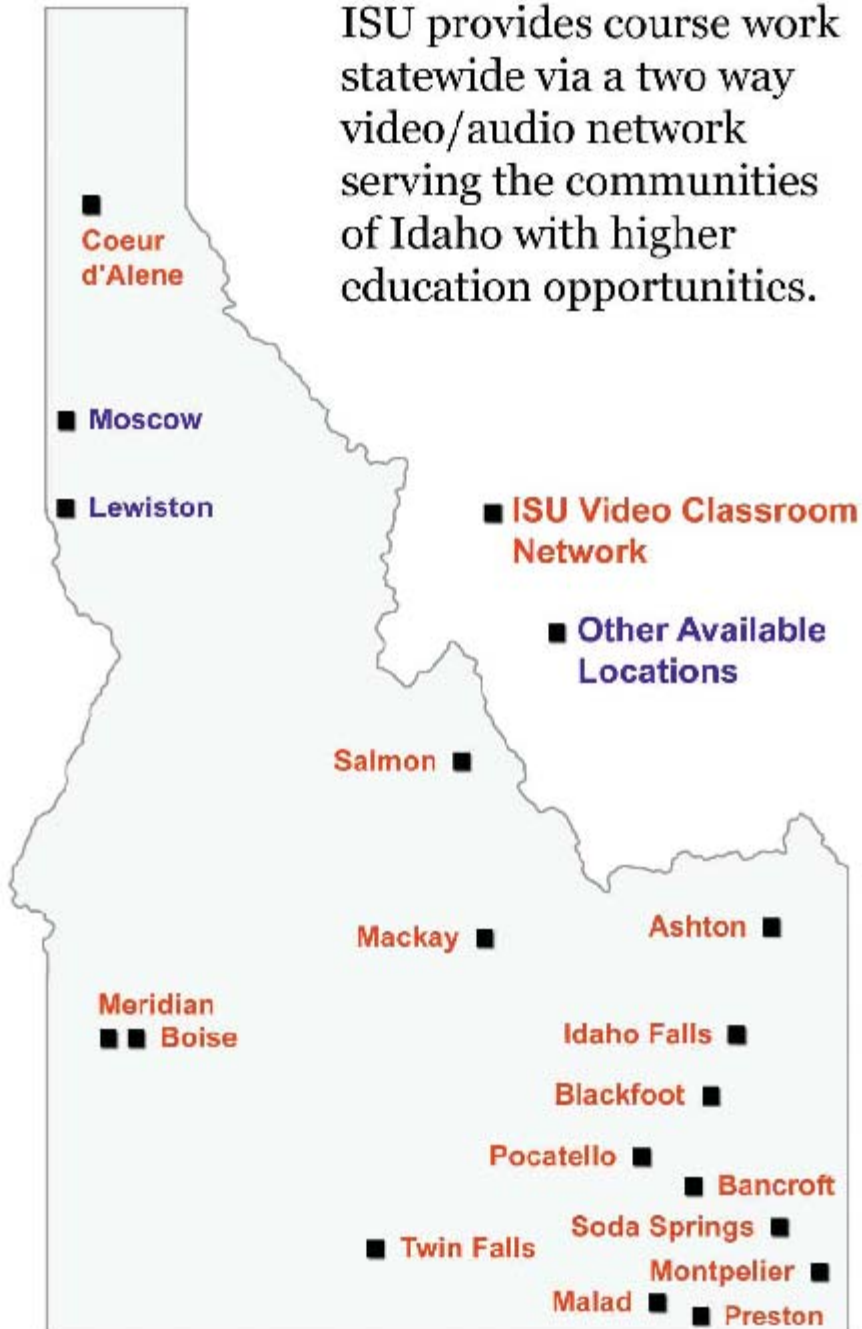 ISU provides course work
statewide via a two way
video/audio network
serving the communities
of Idaho with higher
education opportunities.
Coeur
d'Alene
Moscow
Lewiston
ISU Video Classroom
Network
Other Available
Locations
Salmon
Mackay
Ashton
Meridian
Boise
Idaho Falls
Blackfoot
Pocatello
Bancroft
Soda Springs
Twin Falls
Montpelier
Malad
Preston